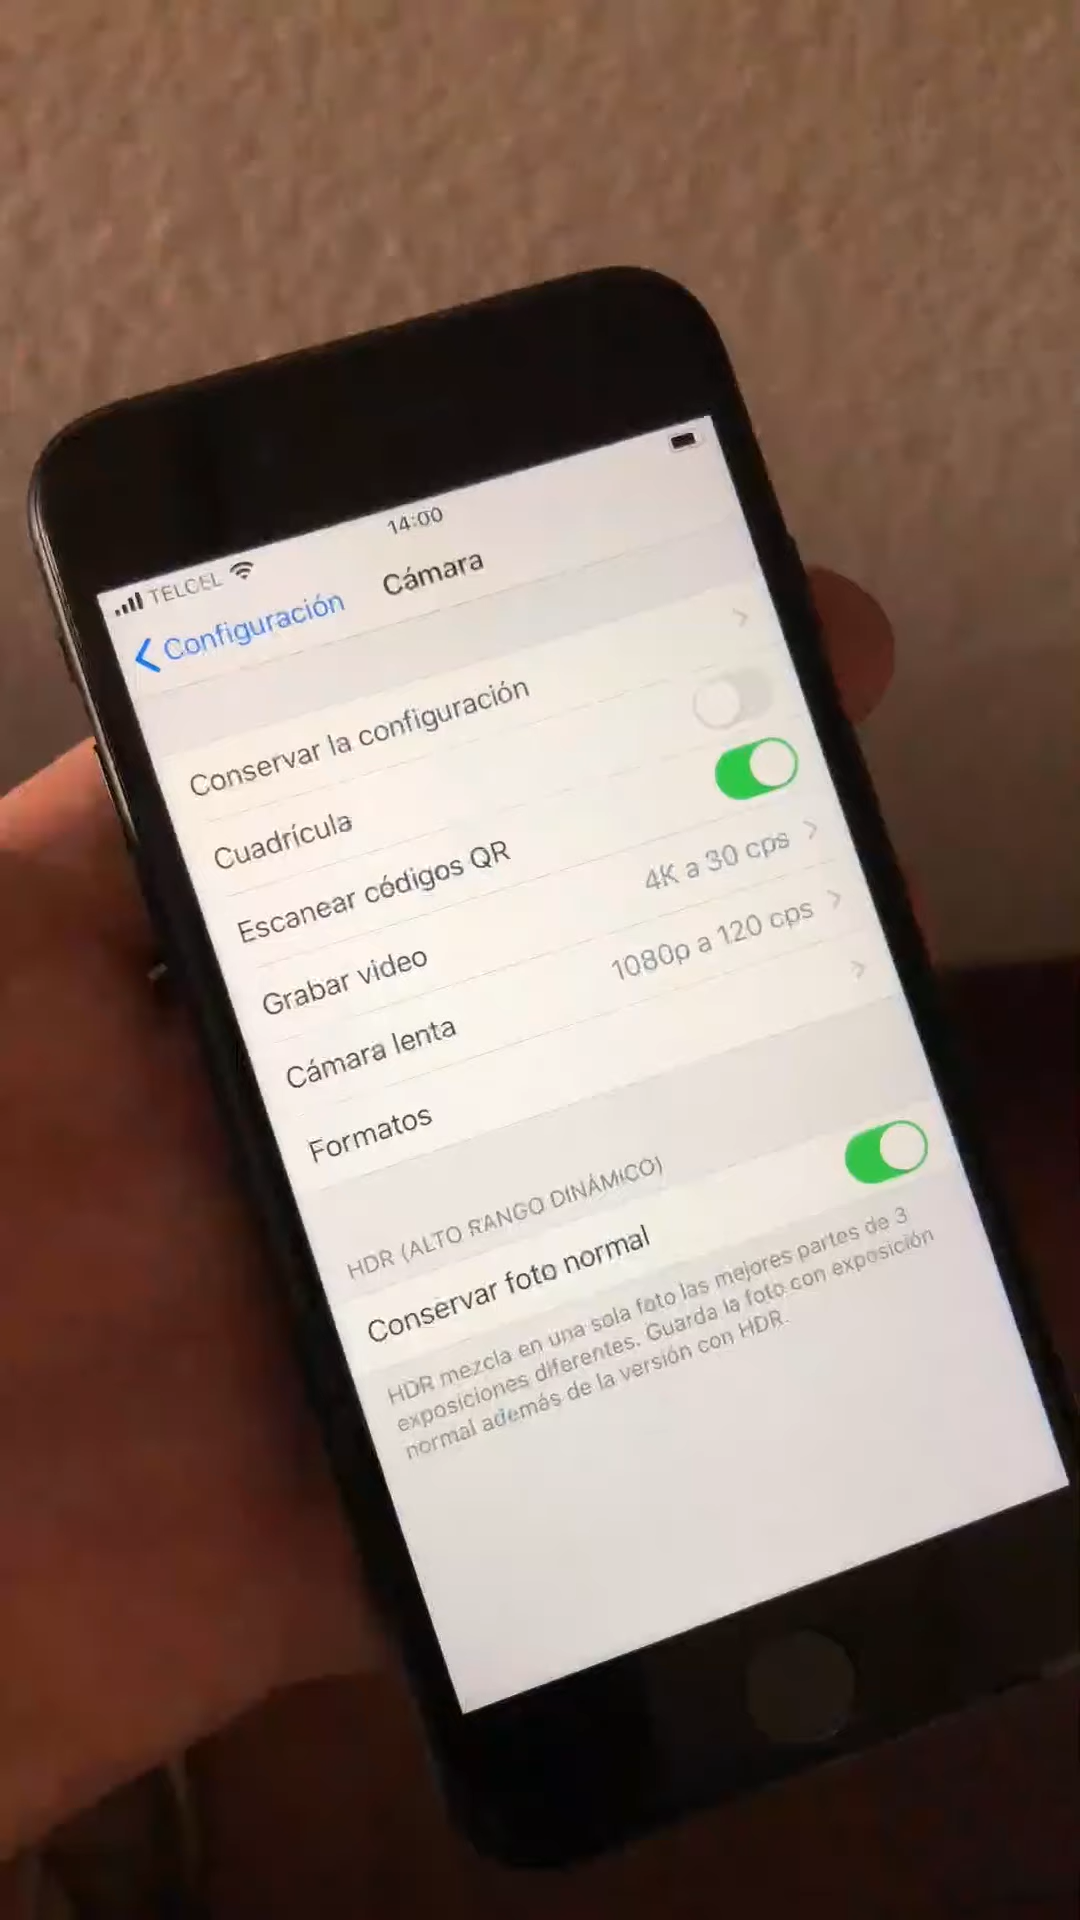 TELCEL 14:00
Configuración Cámara
Conservar la configuración
Cuadrícula
Escanear códigos QR
Grabar video 4K a 30 cps
Cámara lenta 1080p a 120 cps
Formatos
HDR (ALTO RANGO DINÁMICO)
Conservar foto normal
HDR mezcla en una sola foto las mejores partes de 3
exposiciones diferentes. Guarda la foto con exposición
normal además de la versión con HDR.